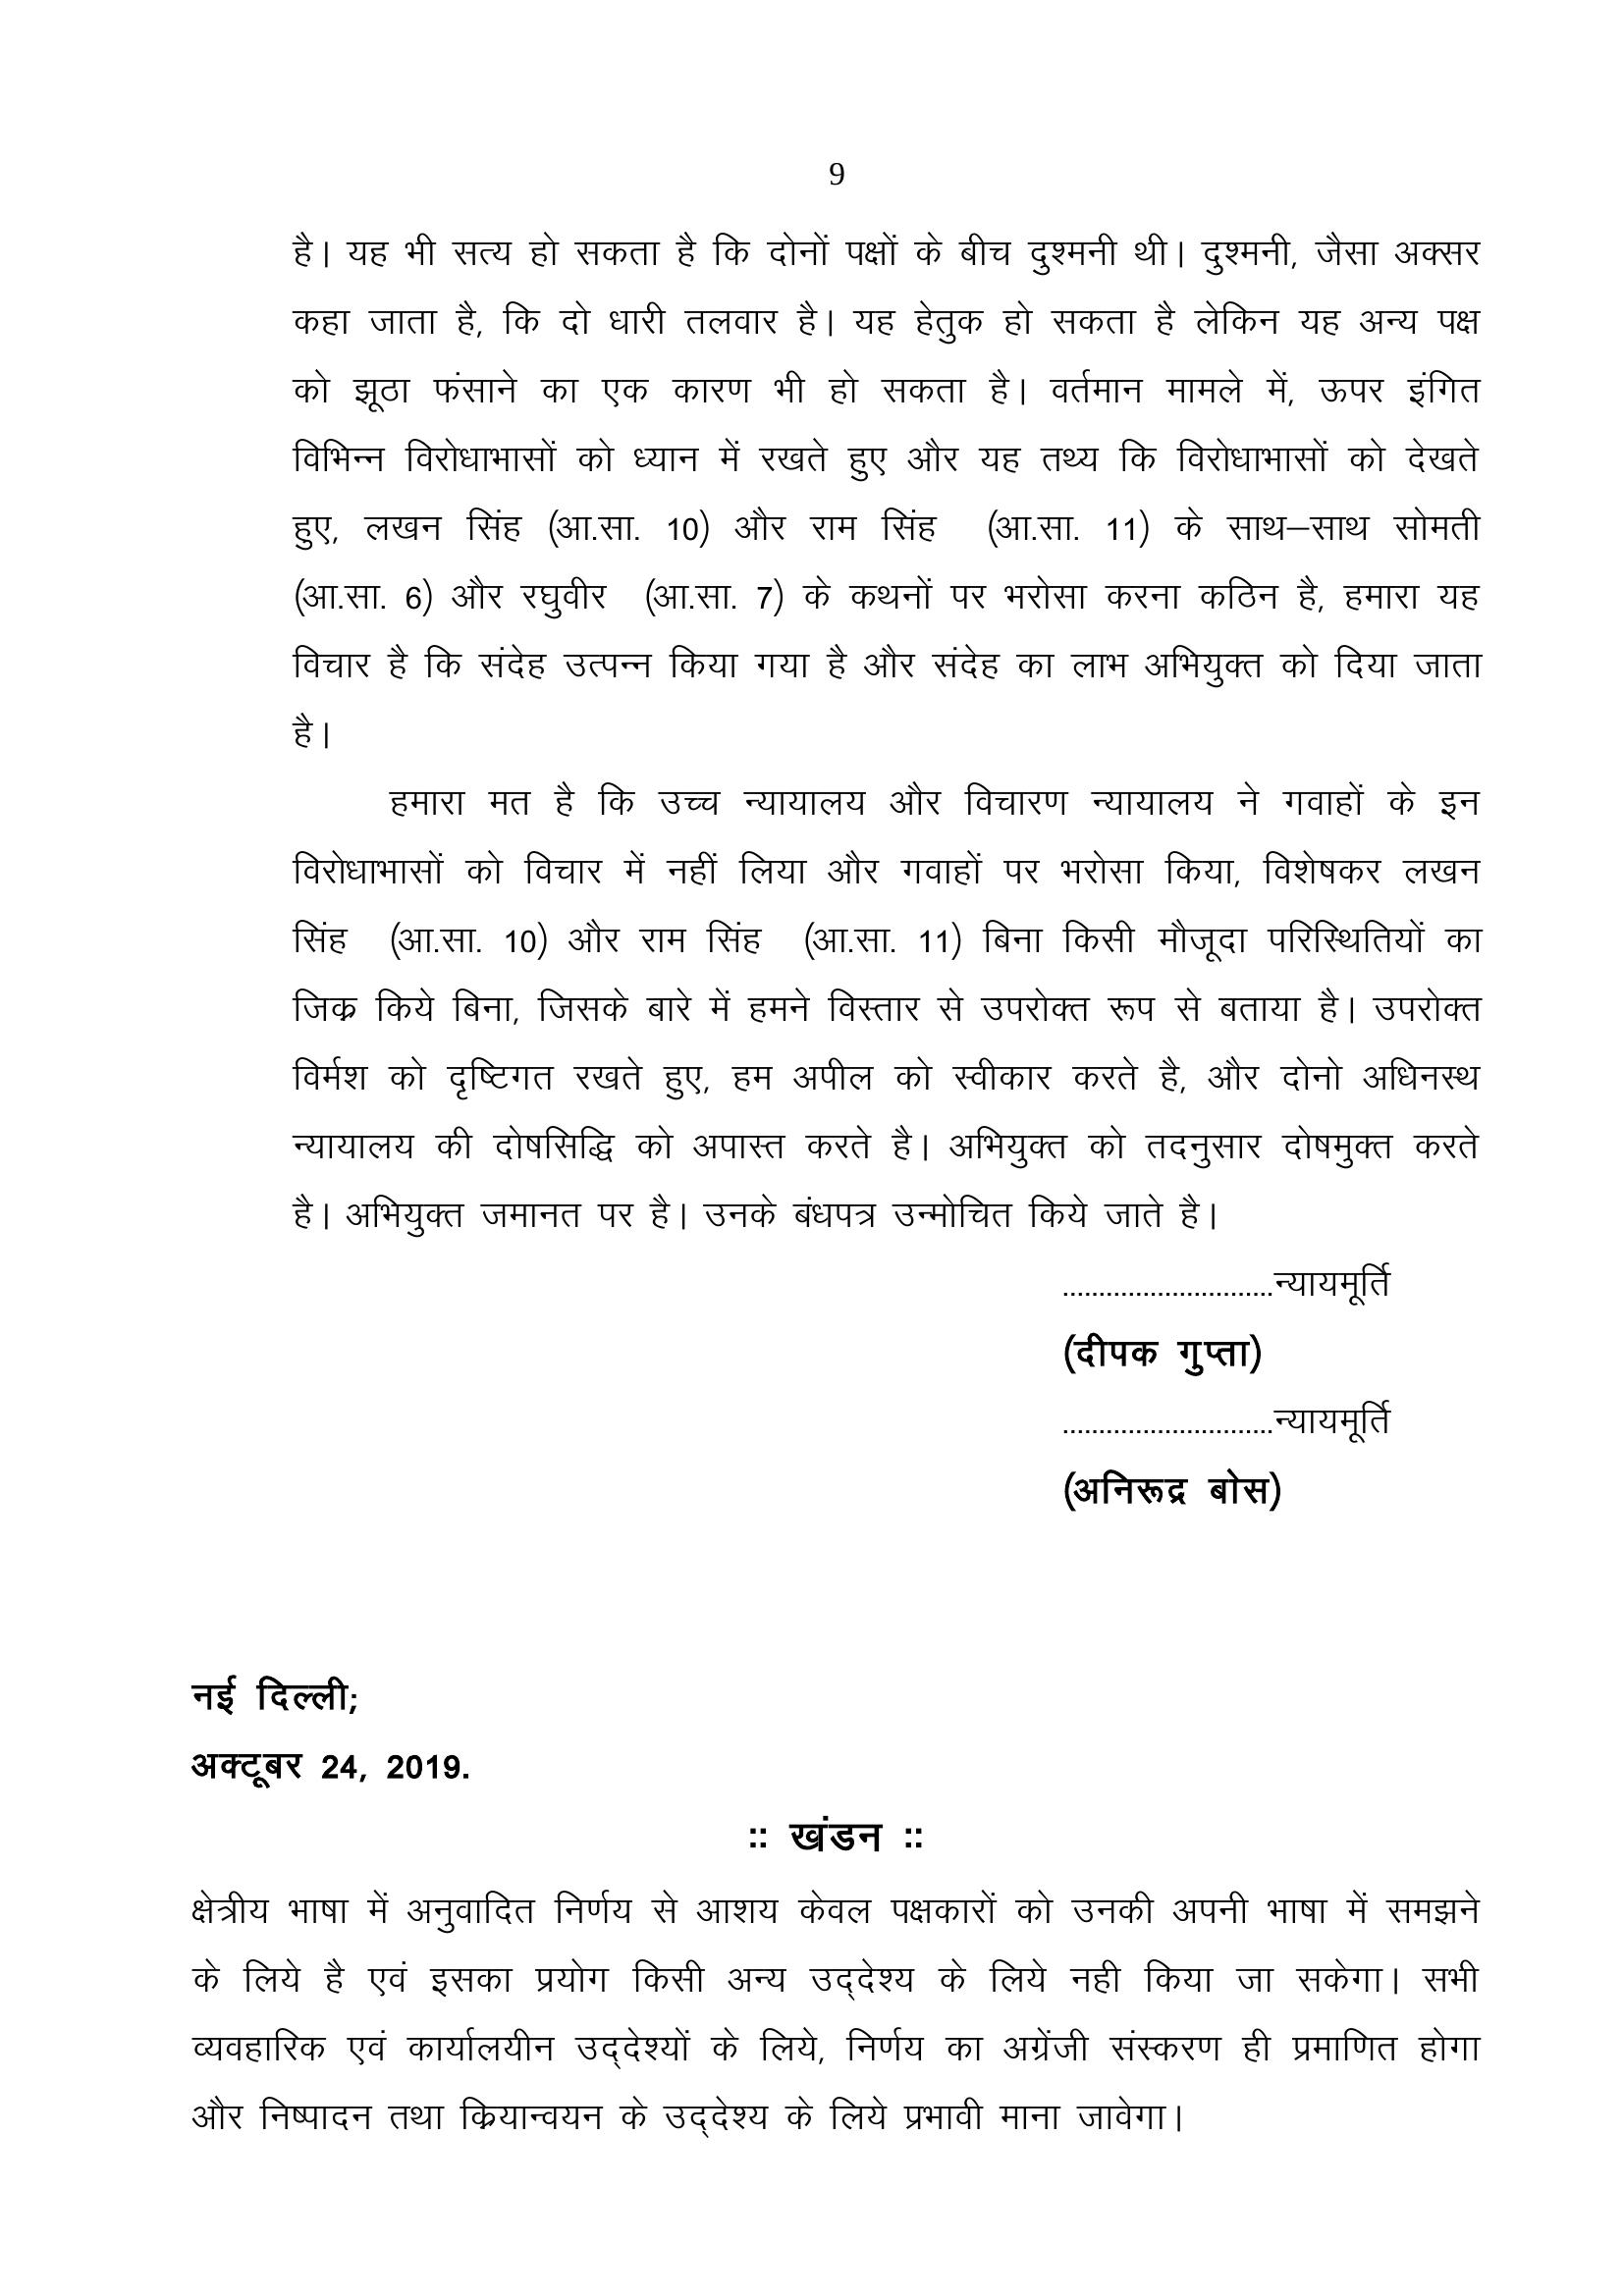 9
है। यह भी सत्य हो सकता है कि दोनों पक्षों के बीच दुश्मनी थी। दुश्मनी, जैसा अक्सर
कहा जाता है, कि दो धारी तलवार है। यह हेतुक हो सकता है लेकिन यह अन्य पक्ष
को झूठा फंसाने का एक कारण भी हो सकता है। वर्तमान मामले में, ऊपर इंगित
विभिन्न विरोधाभासों को ध्यान में रखते हुए और यह तथ्य कि विरोधाभासों को देखते
हुए, लखन सिंह (आ.सा. 10) और राम सिंह (आ.सा. 11) के साथ–साथ सोमती
(आ.सा. 6) और रघुवीर (आ.सा. 7) के कथनों पर भरोसा करना कठिन है, हमारा यह
विचार है कि संदेह उत्पन्न किया गया है और संदेह का लाभ अभियुक्त को दिया जाता
है।
हमारा मत है कि उच्च न्यायालय और विचारण न्यायालय ने गवाहों के इन
विरोधाभासों को विचार में नहीं लिया और गवाहों पर भरोसा किया, विशेषकर लखन
सिंह (आ.सा. 10) और राम सिंह (आ.सा. 11) बिना किसी मौजूदा परिस्थितियों का
जिक्र किये बिना, जिसके बारे में हमने विस्तार से उपरोक्त रूप से बताया है। उपरोक्त
विर्मश को दृष्टिगत रखते हुए, हम अपील को स्वीकार करते है, और दोनो अधिनस्थ
न्यायालय की दोषसिद्धि को अपास्त करते है। अभियुक्त को तदनुसार दोषमुक्त करते
है। अभियुक्त जमानत पर है। उनके बंधपत्र उन्मोचित किये जाते है।
.............................न्यायमूर्ति
(दीपक गुप्ता)
.............................न्यायमूर्ति
(अनिरूद्र बोस)
नई दिल्ली;
अक्टूबर 24, 2019.
:: खंडन ::
क्षेत्रीय भाषा में अनुवादित निर्णय से आशय केवल पक्षकारों को उनकी अपनी भाषा में समझने
के लिये है एवं इसका प्रयोग किसी अन्य उद्देश्य के लिये नही किया जा सकेगा। सभी
व्यवहारिक एवं कार्यालयीन उद्देश्यों के लिये, निर्णय का अग्रेंजी संस्करण ही प्रमाणित होगा
और निष्पादन तथा क्रियान्वयन के उद्देश्य के लिये प्रभावी माना जावेगा।